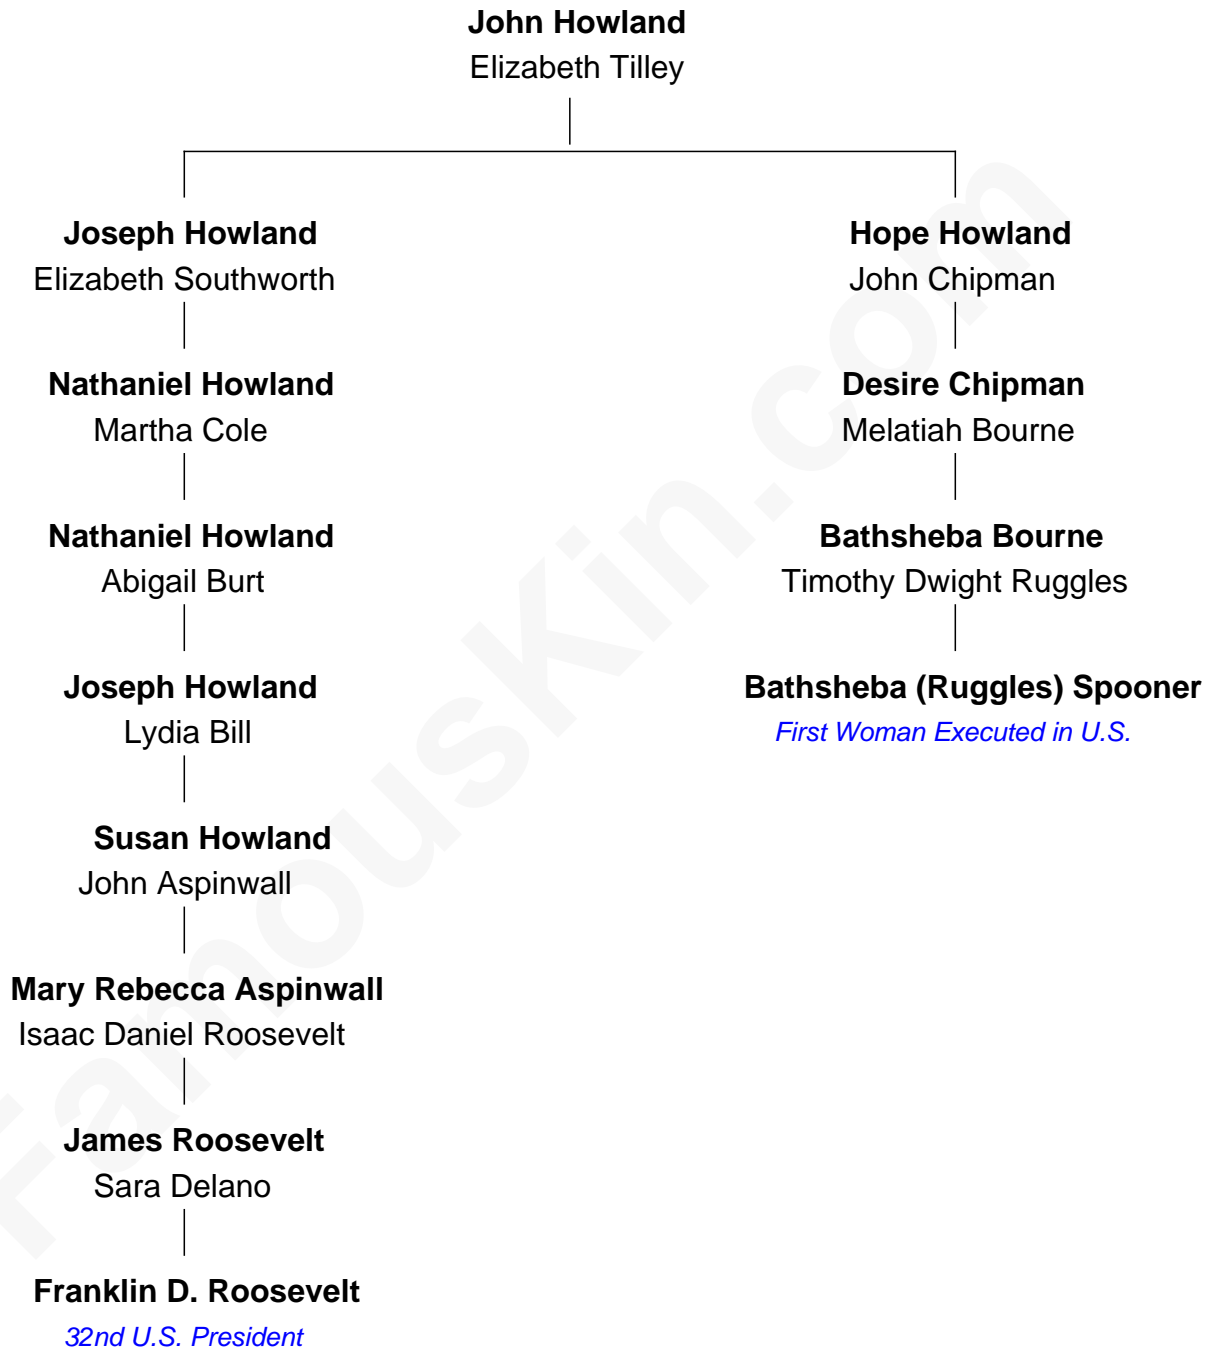 John Howland
Elizabeth Tilley
Joseph Howland
Elizabeth Southworth
Nathaniel Howland
Martha Cole
Nathaniel Howland
Abigail Burt
Joseph Howland
Lydia Bill
Susan Howland
John Aspinwall
Mary Rebecca Aspinwall
Isaac Daniel Roosevelt
James Roosevelt
Sara Delano
Franklin D. Roosevelt
32nd U.S. President
Hope Howland
John Chipman
Desire Chipman
Melatiah Bourne
Bathsheba Bourne
Timothy Dwight Ruggles
Bathsheba (Ruggles) Spooner
First Woman Executed in U.S.
FamousKin.com